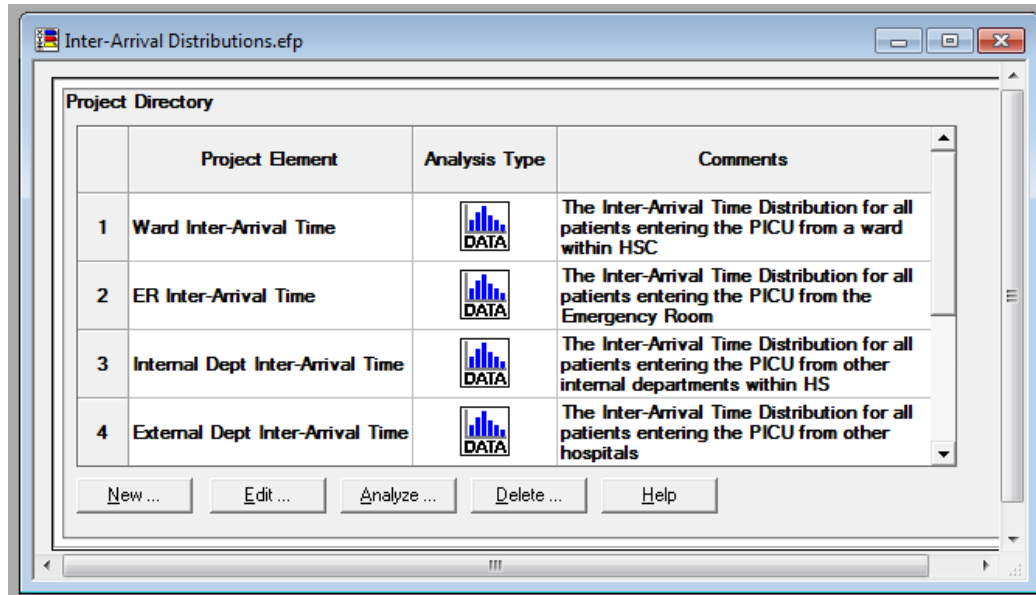 Inter-Arrival Distributions.efp
Project Directory
Project Element Analysis Type Comments
1 Ward Inter-Arrival Time DATA The Inter-Arrival Time Distribution for all
patients entering the PICU from a ward
within HSC
2 ER Inter-Arrival Time DATA The Inter-Arrival Time Distribution for all
patients entering the PICU from the
Emergency Room
3 Internal Dept Inter-Arrival Time DATA The Inter-Arrival Time Distribution for all
patients entering the PICU from other
internal departments within HS
4 External Dept Inter-Arrival Time DATA The Inter-Arrival Time Distribution for all
patients entering the PICU from other
hospitals
New ... Edit ... Analyze ... Delete ... Help